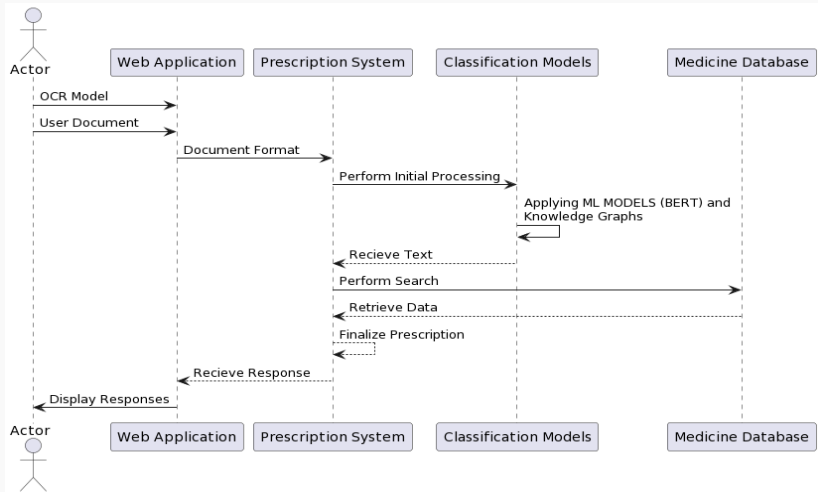 Actor
Web Application
Prescription System
Classification Models
Medicine Database
OCR Model
User Document
Document Format
Perform Initial Processing
Applying ML MODELS (BERT) and
Knowledge Graphs
Recieve Text
Perform Search
Retrieve Data
Finalize Prescription
Recieve Response
Display Responses
Actor
Web Application
Prescription System
Classification Models
Medicine Database